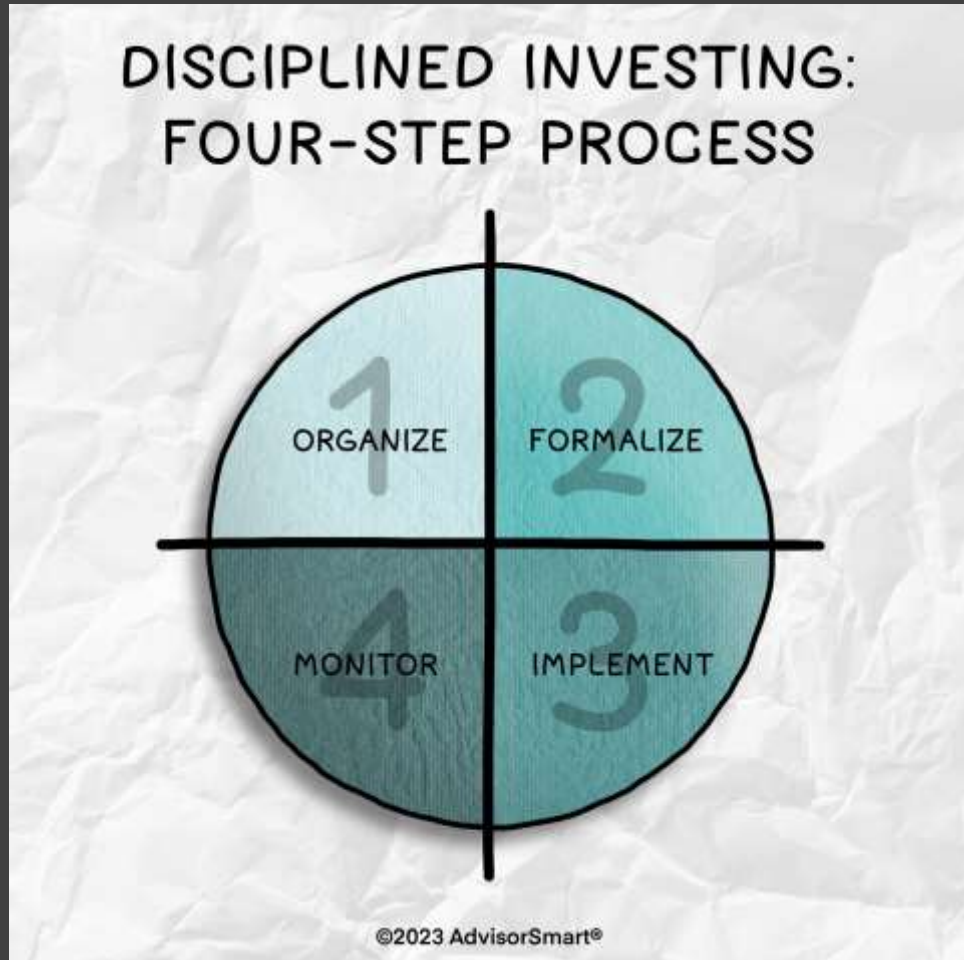 DISCIPLINED INVESTING:
FOUR-STEP PROCESS
1
ORGANIZE
2
FORMALIZE
3
IMPLEMENT
4
MONITOR
©2023 AdvisorSmart®